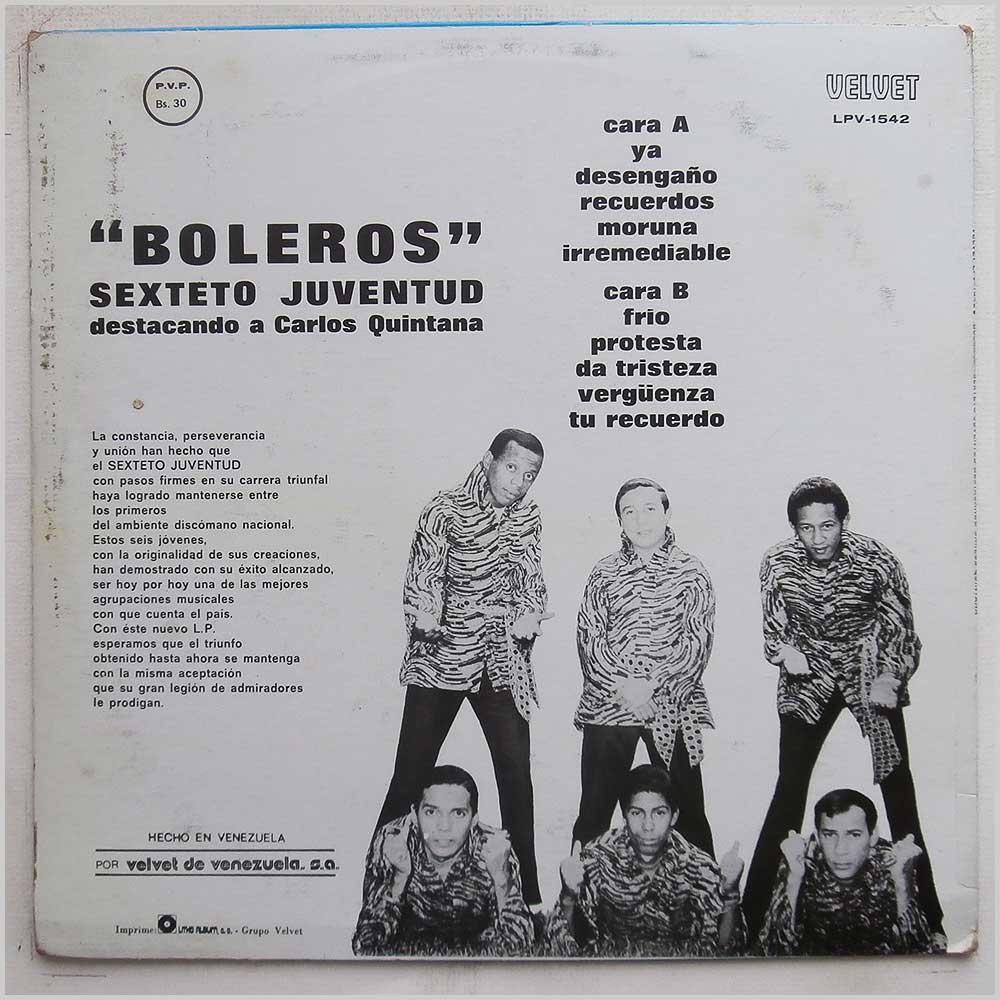 P.V.P.
Bs. 30
VELVET
LPV-1542
cara A
ya
desengaño
recuerdos
moruna
irremediable
cara B
frio
protesta
da tristeza
vergüenza
tu recuerdo
“BOLEROS”
SEXTETO JUVENTUD
destacando a Carlos Quintana
La constancia, perseverancia
y unión han hecho que
el SEXTETO JUVENTUD
con pasos firmes en su carrera triunfal
haya logrado mantenerse entre
los primeros
del ambiente discómano nacional.
Estos seis jóvenes,
con la originalidad de sus creaciones,
han demostrado con su éxito alcanzado,
ser hoy por hoy una de las mejores
agrupaciones musicales
con que cuenta el país.
Con éste nuevo L.P.
esperamos que el triunfo
obtenido hasta ahora se mantenga
con la misma aceptación
que su gran legión de admiradores
le prodigan.
HECHO EN VENEZUELA
POR velvet de venezuela, s.a.
Imprime: LITHO ALBUM, c. a. - Grupo Velvet